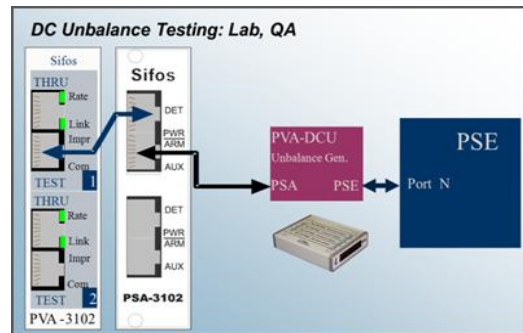 DC Unbalance Testing: Lab, QA
Sifos
THRU
Rate
Link
Impr
Com
TEST 1
THRU
Rate
Link
Impr
Com
TEST 2
PVA-3102
Sifos
DET
PWR
ARM
AUX
DET
PWR
ARM
AUX
PSA-3102
PVA-DCU
Unbalance Gen.
PSA PSE
PSE
Port N